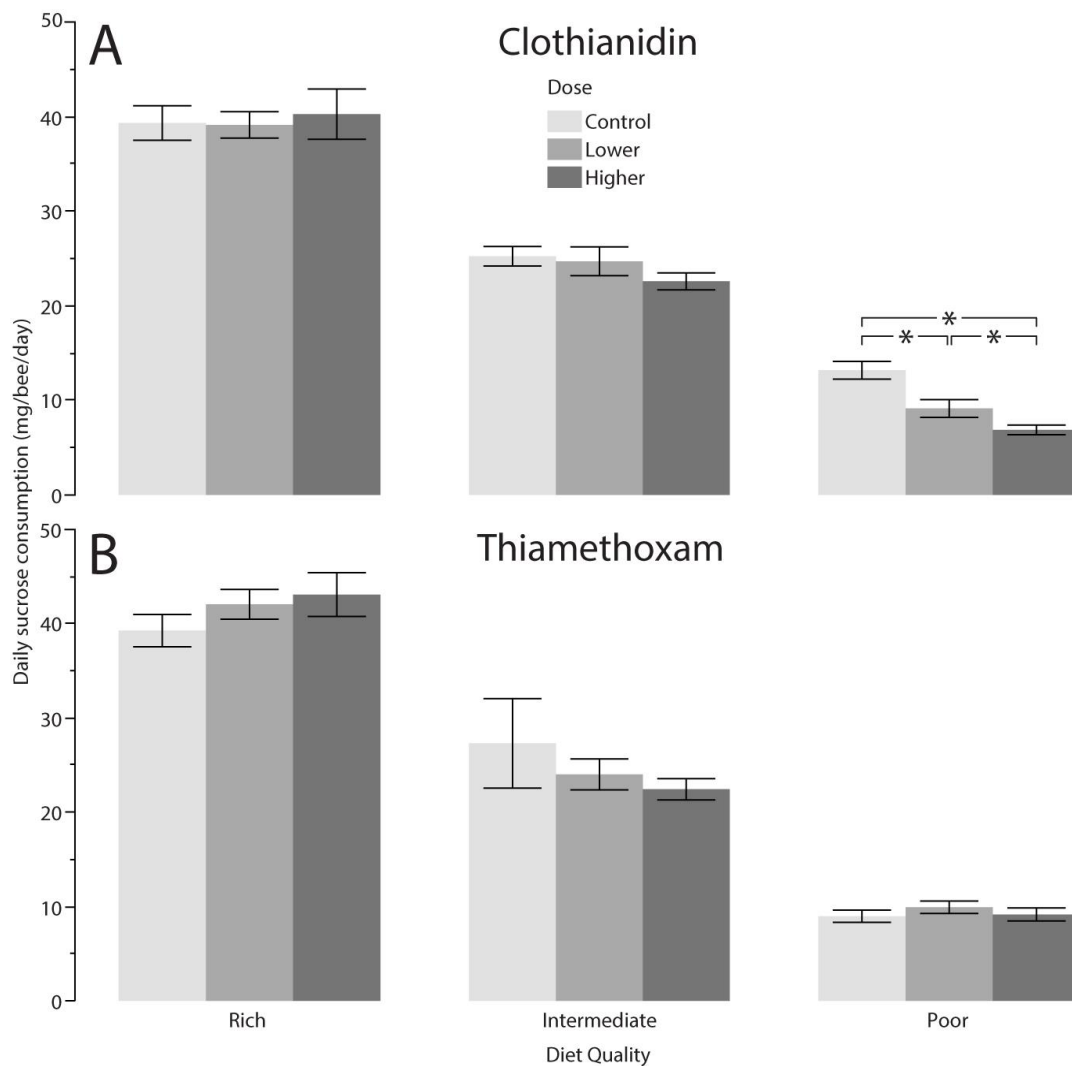 A
Clothianidin
Dose
Control
Lower
Higher
50
40
30
20
10
0
* 
* *
Daily sucrose consumption (mg/bee/day)
B
Thiamethoxam
50
40
30
20
10
0
Rich Intermediate Poor
Diet Quality